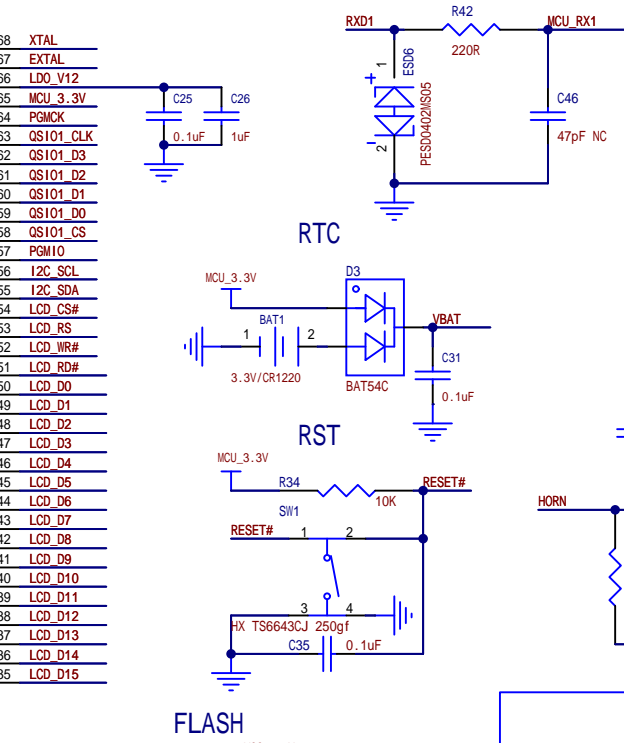 RXD1
R42
MCU_RX1
220R
1
ESD6
+
PESD0402MS05
-
2
C46
47pF NC
68 XTAL
67 EXTAL
66 LDO_V12
65 MCU_3.3V
64 PGMCK
63 QSIO1_CLK
62 QSIO1_D3
61 QSIO1_D2
60 QSIO1_D1
59 QSIO1_D0
58 QSIO1_CS
57 PGMIO
56 I2C_SCL
55 I2C_SDA
54 LCD_CS#
53 LCD_RS
52 LCD_WR#
51 LCD_RD#
50 LCD_D0
49 LCD_D1
48 LCD_D2
47 LCD_D3
46 LCD_D4
45 LCD_D5
44 LCD_D6
43 LCD_D7
42 LCD_D8
41 LCD_D9
40 LCD_D10
39 LCD_D11
38 LCD_D12
37 LCD_D13
36 LCD_D14
35 LCD_D15
C25
C26
0.1uF
1uF
RTC
MCU_3.3V
D3
BAT1
1
2
VBAT
3.3V/CR1220
BAT54C
C31
0.1uF
RST
MCU_3.3V
R34
10K
RESET#
SW1
RESET#
1
2
3
4
HX TS6643CJ 250gf
C35
0.1uF
HORN
FLASH